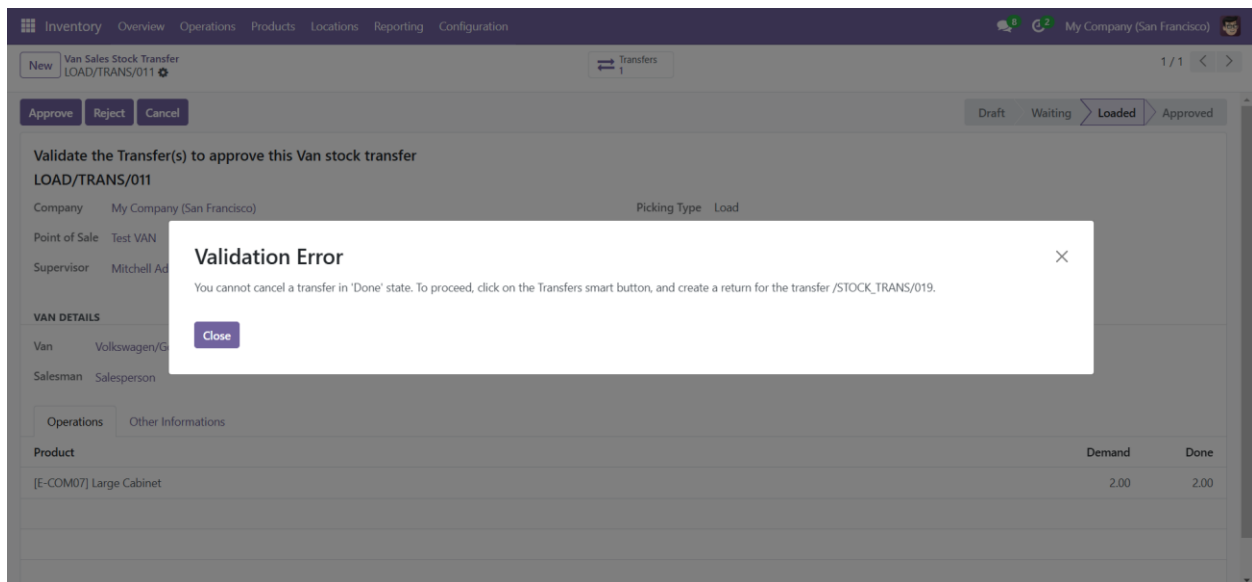 Inventory Overview Operations Products Locations Reporting Configuration 8 2 My Company (San Francisco)
New Van Sales Stock Transfer Transfers 1 / 1
LOAD/TRANS/011 1
Approve Reject Cancel Draft Waiting Loaded Approved
Validate the Transfer(s) to approve this Van stock transfer
LOAD/TRANS/011
Company My Company (San Francisco) Picking Type Load
Point of Sale Test VAN
Validation Error
Supervisor Mitchell Ad
You cannot cancel a transfer in 'Done' state. To proceed, click on the Transfers smart button, and create a return for the transfer /STOCK_TRANS/019.
VAN DETAILS
Close
Van Volkswagen/G
Salesman Salesperson
Operations Other Informations
Product Demand Done
[E-COM07] Large Cabinet 2.00 2.00